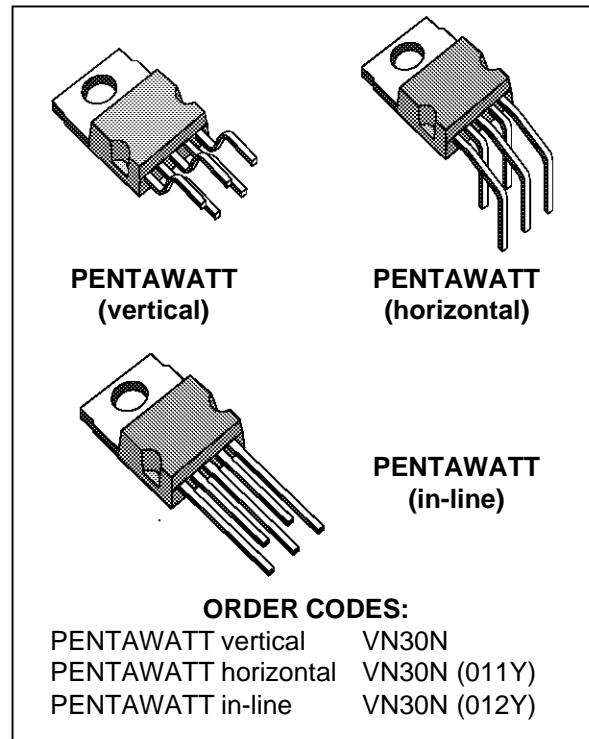 PENTAWATT
(vertical)
PENTAWATT
(horizontal)
PENTAWATT
(in-line)
ORDER CODES:
PENTAWATT vertical VN30N
PENTAWATT horizontal VN30N (011Y)
PENTAWATT in-line VN30N (012Y)